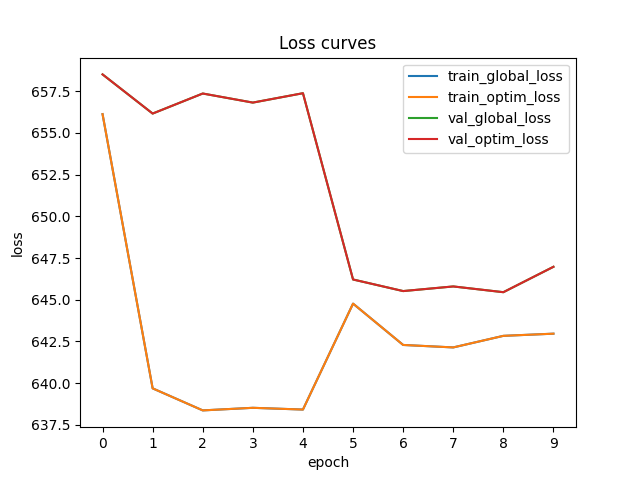 Loss curves
train_global_loss
train_optim_loss
val_global_loss
val_optim_loss
657.5
655.0
652.5
650.0
647.5
645.0
642.5
640.0
637.5
loss
0 1 2 3 4 5 6 7 8 9
epoch